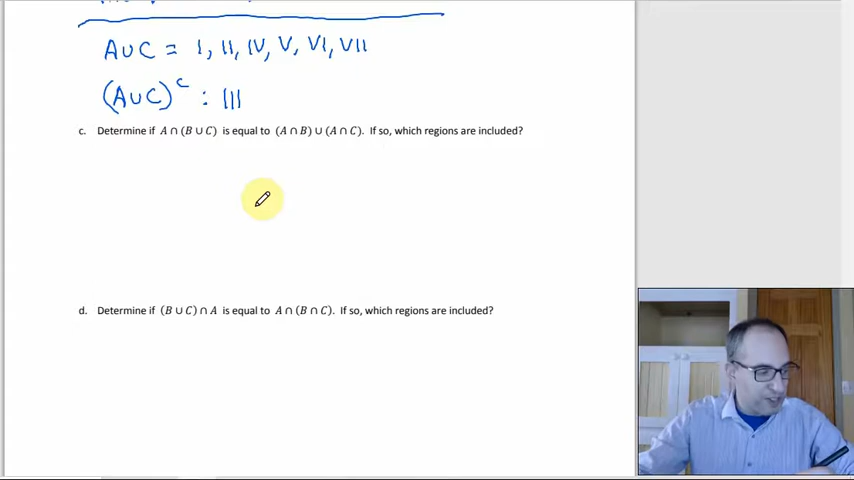 A∪C = I, II, IV, V, VI, VII
(A∪C)ᶜ : III
c. Determine if A ∩ (B ∪ C) is equal to (A ∩ B) ∪ (A ∩ C). If so, which regions are included?
d. Determine if (B ∪ C) ∩ A is equal to A ∩ (B ∩ C). If so, which regions are included?